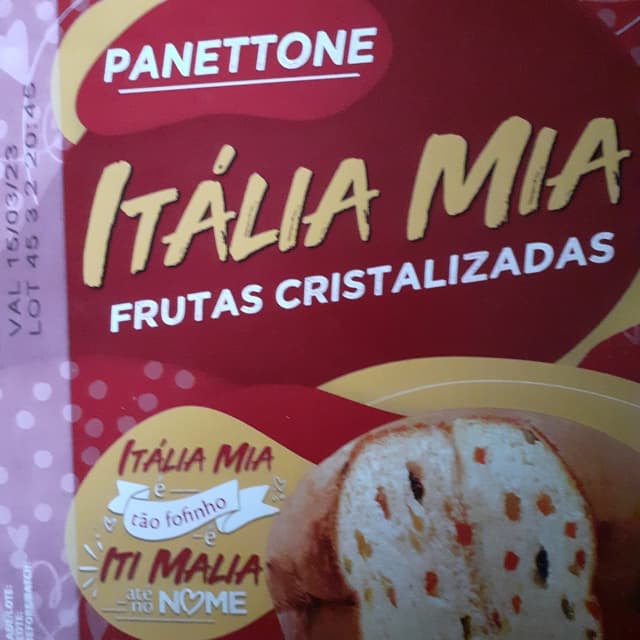 PANETTONE
ITÁLIA MIA
FRUTAS CRISTALIZADAS
VAL 15/03/23
LOT 45 3 2 20:46
ITÁLIA MIA
é
tão fofinho
é
ITI MALIA
até
no NOME